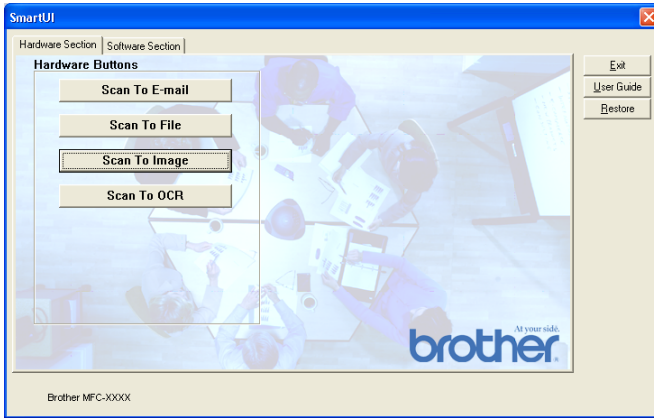 SmartUI
Hardware Section Software Section
Hardware Buttons
Scan To E-mail
Scan To File
Scan To Image
Scan To OCR
Exit
User Guide
Restore
At your side.
brother.
Brother MFC-XXXX